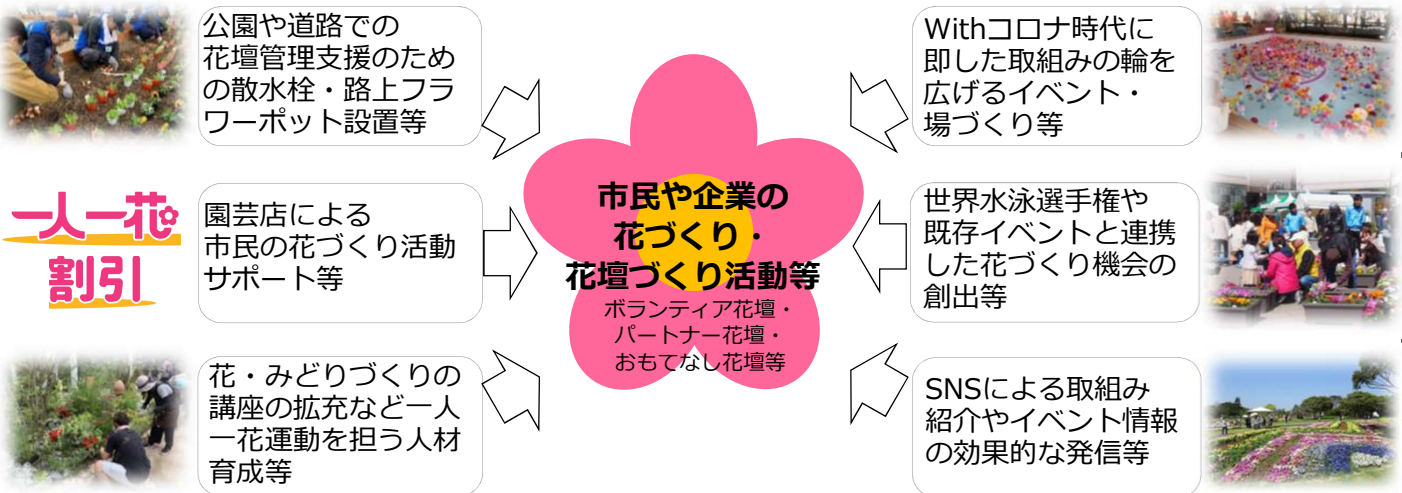 公園や道路での
花壇管理支援のため
の散水栓・路上フラ
ワーポット設置等
一人一花
割引
園芸店による
市民の花づくり活動
サポート等
花・みどりづくりの
講座の拡充など一人
一花運動を担う人材
育成等
市民や企業の
花づくり・
花壇づくり活動等
ボランティア花壇・
パートナー花壇・
おもてなし花壇等
Withコロナ時代に
即した取組みの輪を
広げるイベント・
場づくり等
世界水泳選手権や
既存イベントと連携
した花づくり機会の
創出等
SNSによる取組み
紹介やイベント情報
の効果的な発信等